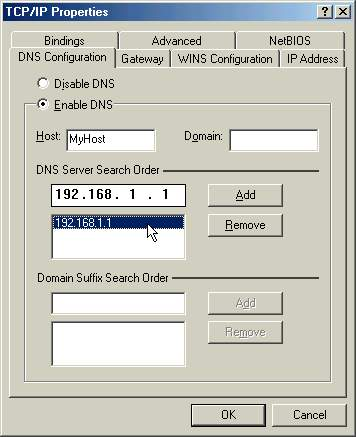 TCP/IP Properties
Bindings Advanced NetBIOS
DNS Configuration Gateway WINS Configuration IP Address
Disable DNS
Enable DNS
Host: MyHost Domain:
DNS Server Search Order
192.168. 1 . 1 Add
192.168.1.1 Remove
Domain Suffix Search Order
Add
Remove
OK Cancel